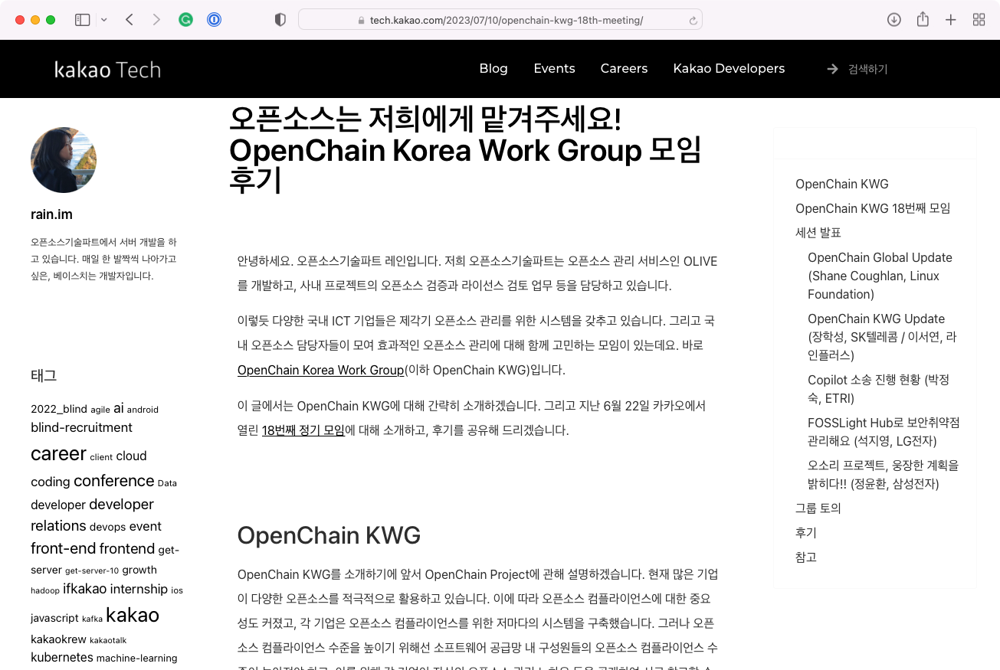 tech.kakao.com/2023/07/10/openchain-kwg-18th-meeting/
kakao Tech
Blog
Events
Careers
Kakao Developers
검색하기
rain.im
오픈소스기술파트에서 서버 개발을 하
고 있습니다. 매일 한 발짝씩 나아가고
싶은, 베이스치는 개발자입니다.
태그
2022_blind agile ai android
blind-recruitment
career client cloud
coding conference Data
developer developer
relations devops event
front-end frontend get-
server get-server-10 growth
hadoop ifkakao internship ios
javascript kafka kakao
kakaokrew kakaotalk
kubernetes machine-learning
오픈소스는 저희에게 맡겨주세요!
OpenChain Korea Work Group 모임
후기
안녕하세요. 오픈소스기술파트 레인입니다. 저희 오픈소스기술파트는 오픈소스 관리 서비스인 OLIVE
를 개발하고, 사내 프로젝트의 오픈소스 검증과 라이선스 검토 업무 등을 담당하고 있습니다.
이렇듯 다양한 국내 ICT 기업들은 제각기 오픈소스 관리를 위한 시스템을 갖추고 있습니다. 그리고 국
내 오픈소스 담당자들이 모여 효과적인 오픈소스 관리에 대해 함께 고민하는 모임이 있는데요. 바로
OpenChain Korea Work Group(이하 OpenChain KWG)입니다.
이 글에서는 OpenChain KWG에 대해 간략히 소개하겠습니다. 그리고 지난 6월 22일 카카오에서
열린 18번째 정기 모임에 대해 소개하고, 후기를 공유해 드리겠습니다.
OpenChain KWG
OpenChain KWG를 소개하기에 앞서 OpenChain Project에 관해 설명하겠습니다. 현재 많은 기업
이 다양한 오픈소스를 적극적으로 활용하고 있습니다. 이에 따라 오픈소스 컴플라이언스에 대한 중요
성도 커졌고, 각 기업은 오픈소스 컴플라이언스를 위한 저마다의 시스템을 구축했습니다. 그러나 오픈
소스 컴플라이언스 수준을 높이기 위해선 소프트웨어 공급망 내 구성원들의 오픈소스 컴플라이언스 수
OpenChain KWG
OpenChain KWG 18번째 모임
세션 발표
OpenChain Global Update
(Shane Coughlan, Linux
Foundation)
OpenChain KWG Update
(장학성, SK텔레콤 / 이서연, 라
인플러스)
Copilot 소송 진행 현황 (박정
숙, ETRI)
FOSSLight Hub로 보안취약점
관리해요 (석지영, LG전자)
오소리 프로젝트, 웅장한 계획을
밝히다!! (정윤환, 삼성전자)
그룹 토의
후기
참고